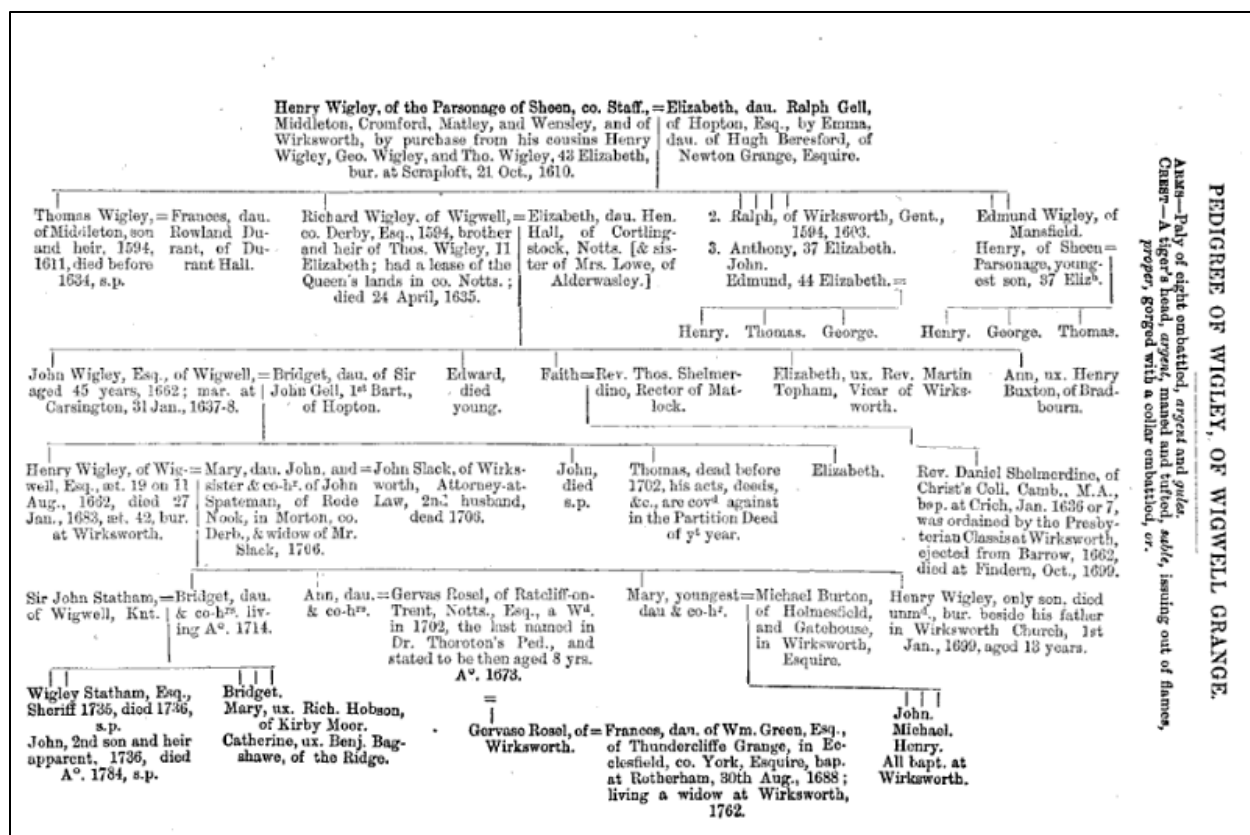 PEDIGREE OF WIGLEY, OF WIGWELL GRANGE.
ARMS—Paly of eight embattled, argent and gules.
CREST—A tiger's head, argent, maned and tufted, sable, issuing out of flames,
proper, gorged with a collar embattled, or.
Henry Wigley, of the Parsonage of Sheen, co. Staff.,
Middleton, Cromford, Matley, and Wensley, and of
Wirksworth, by purchase from his cousins Henry
Wigley, Geo. Wigley, and Tho. Wigley, 43 Elizabeth,
bur. at Scraploft, 21 Oct., 1610.
=Elizabeth, dau. Ralph Gell,
of Hopton, Esq., by Emma,
dau. of Hugh Beresford, of
Newton Grange, Esquire.
Thomas Wigley,
of Middleton, son
and heir, 1594,
1611, died before
1634, s.p.
=Frances, dau.
Rowland Du-
rant, of Du-
rant Hall.
Richard Wigley, of Wigwell,
co. Derby, Esq., 1594, brother
and heir of Thos. Wigley, 11
Elizabeth; had a lease of the
Queen's lands in co. Notts.;
died 24 April, 1635.
=Elizabeth, dau. Hen.
Hall, of Cortling-
stock, Notts. [& sis-
ter of Mrs. Lowe, of
Alderwasley.]
2. Ralph, of Wirksworth, Gent.,
1594, 1603.
3. Anthony, 37 Elizabeth.
John.
Edmund, 44 Elizabeth.=
Edmund Wigley, of
Mansfield.
Henry, of Sheen=
Parsonage, young-
est son, 37 Elizh.
Henry. Thomas. George.
Henry. George. Thomas.
John Wigley, Esq., of Wigwell,
aged 45 years, 1662; mar. at
Carsington, 31 Jan., 1637-8.
=Bridget, dau. of Sir
John Gell, 1st Bart.,
of Hopton.
Edward,
died
young.
Faith=
Rev. Thos. Shelmer-
dino, Rector of Mat-
lock.
Elizabeth, ux. Rev. Martin
Topham, Vicar of Wirks-
worth.
Ann, ux. Henry
Buxton, of Brad-
bourn.
Henry Wigley, of Wig-
well, Esq., æt. 19 on 11
Aug., 1662, died 27
Jan., 1683, æt. 42, bur.
at Wirksworth.
=Mary, dau. John, and
sister & co-hr. of John
Spateman, of Rode
Nook, in Morton, co.
Derb., & widow of Mr.
Slack, 1706.
=John Slack, of Wirks-
worth, Attorney-at-
Law, 2nd husband,
dead 1706.
John,
died
s.p.
Thomas, dead before
1702, his acts, deeds,
&c., are covd against
in the Partition Deed
of yt year.
Elizabeth.
Rev. Daniel Shelmerdino, of
Christ's Coll. Camb., M.A.,
bap. at Crich, Jan. 1636 or 7,
was ordained by the Presby-
terian Classis at Wirksworth,
ejected from Barrow, 1662,
died at Findern, Oct., 1699.
Sir John Statham,
of Wigwell, Knt.
=Bridget, dau.
& co-hrs. liv-
ing Ao. 1714.
Ann, dau.
& co-hrs.
=Gervas Rosel, of Ratcliff-on-
Trent, Notts., Esq., a Wd.
in 1702, the last named in
Dr. Thoroton's Ped., and
stated to be then aged 8 yrs.
Ao. 1673.
Mary, youngest
dau & co-hr.
=Michael Burton,
of Holmesfield,
and Gatehouse,
in Wirksworth,
Esquire.
Henry Wigley, only son, died
unmd., bur. beside his father
in Wirksworth Church, 1st
Jan., 1699, aged 13 years.
Wigley Statham, Esq.,
Sheriff 1735, died 1736,
s.p.
John, 2nd son and heir
apparent, 1736, died
Ao. 1784, s.p.
Bridget.
Mary, ux. Rich. Hobson,
of Kirby Moor.
Catherine, ux. Benj. Bag-
shawe, of the Ridge.
=
Gervase Rosel, of
Wirksworth.
=Frances, dau. of Wm. Green, Esq.,
of Thundercliffe Grange, in Ec-
clesfield, co. York, Esquire, bap.
at Rotherham, 30th Aug., 1688;
living a widow at Wirksworth,
1762.
John.
Michael.
Henry.
All bapt. at
Wirksworth.